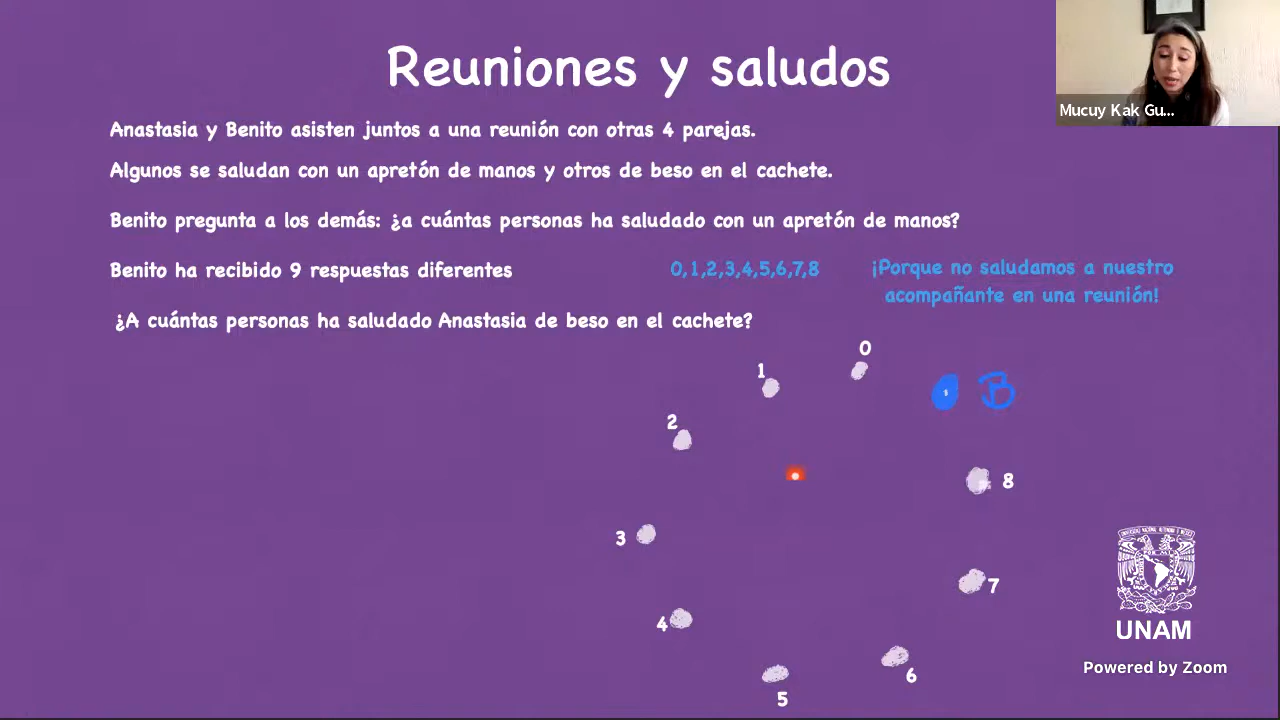 Reuniones y saludos
Mucuy Kak Gu...
Anastasia y Benito asisten juntos a una reunión con otras 4 parejas.
Algunos se saludan con un apretón de manos y otros de beso en el cachete.
Benito pregunta a los demás: ¿a cuántas personas ha saludado con un apretón de manos?
Benito ha recibido 9 respuestas diferentes
0,1,2,3,4,5,6,7,8
¡Porque no saludamos a nuestro
acompañante en una reunión!
¿A cuántas personas ha saludado Anastasia de beso en el cachete?
0
1
B
2
8
3
7
4
6
5
UNAM
Powered by Zoom